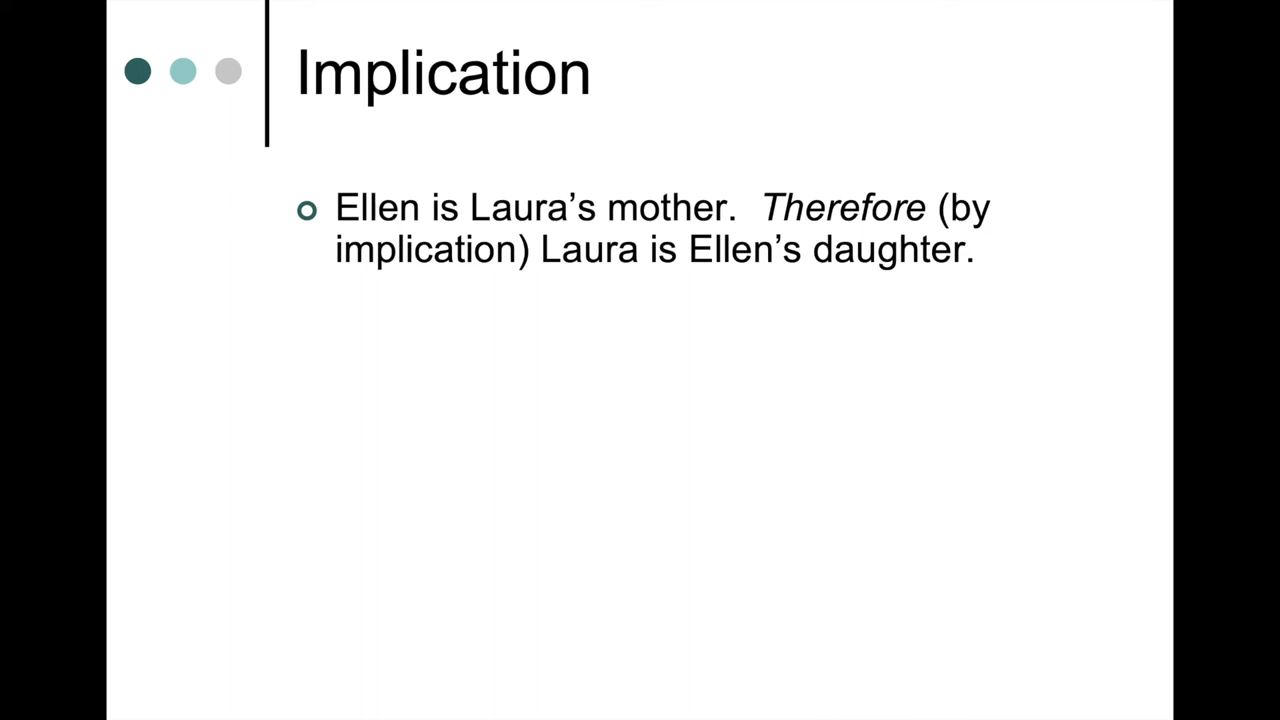 Implication
Ellen is Laura’s mother.  Therefore (by
implication) Laura is Ellen’s daughter.